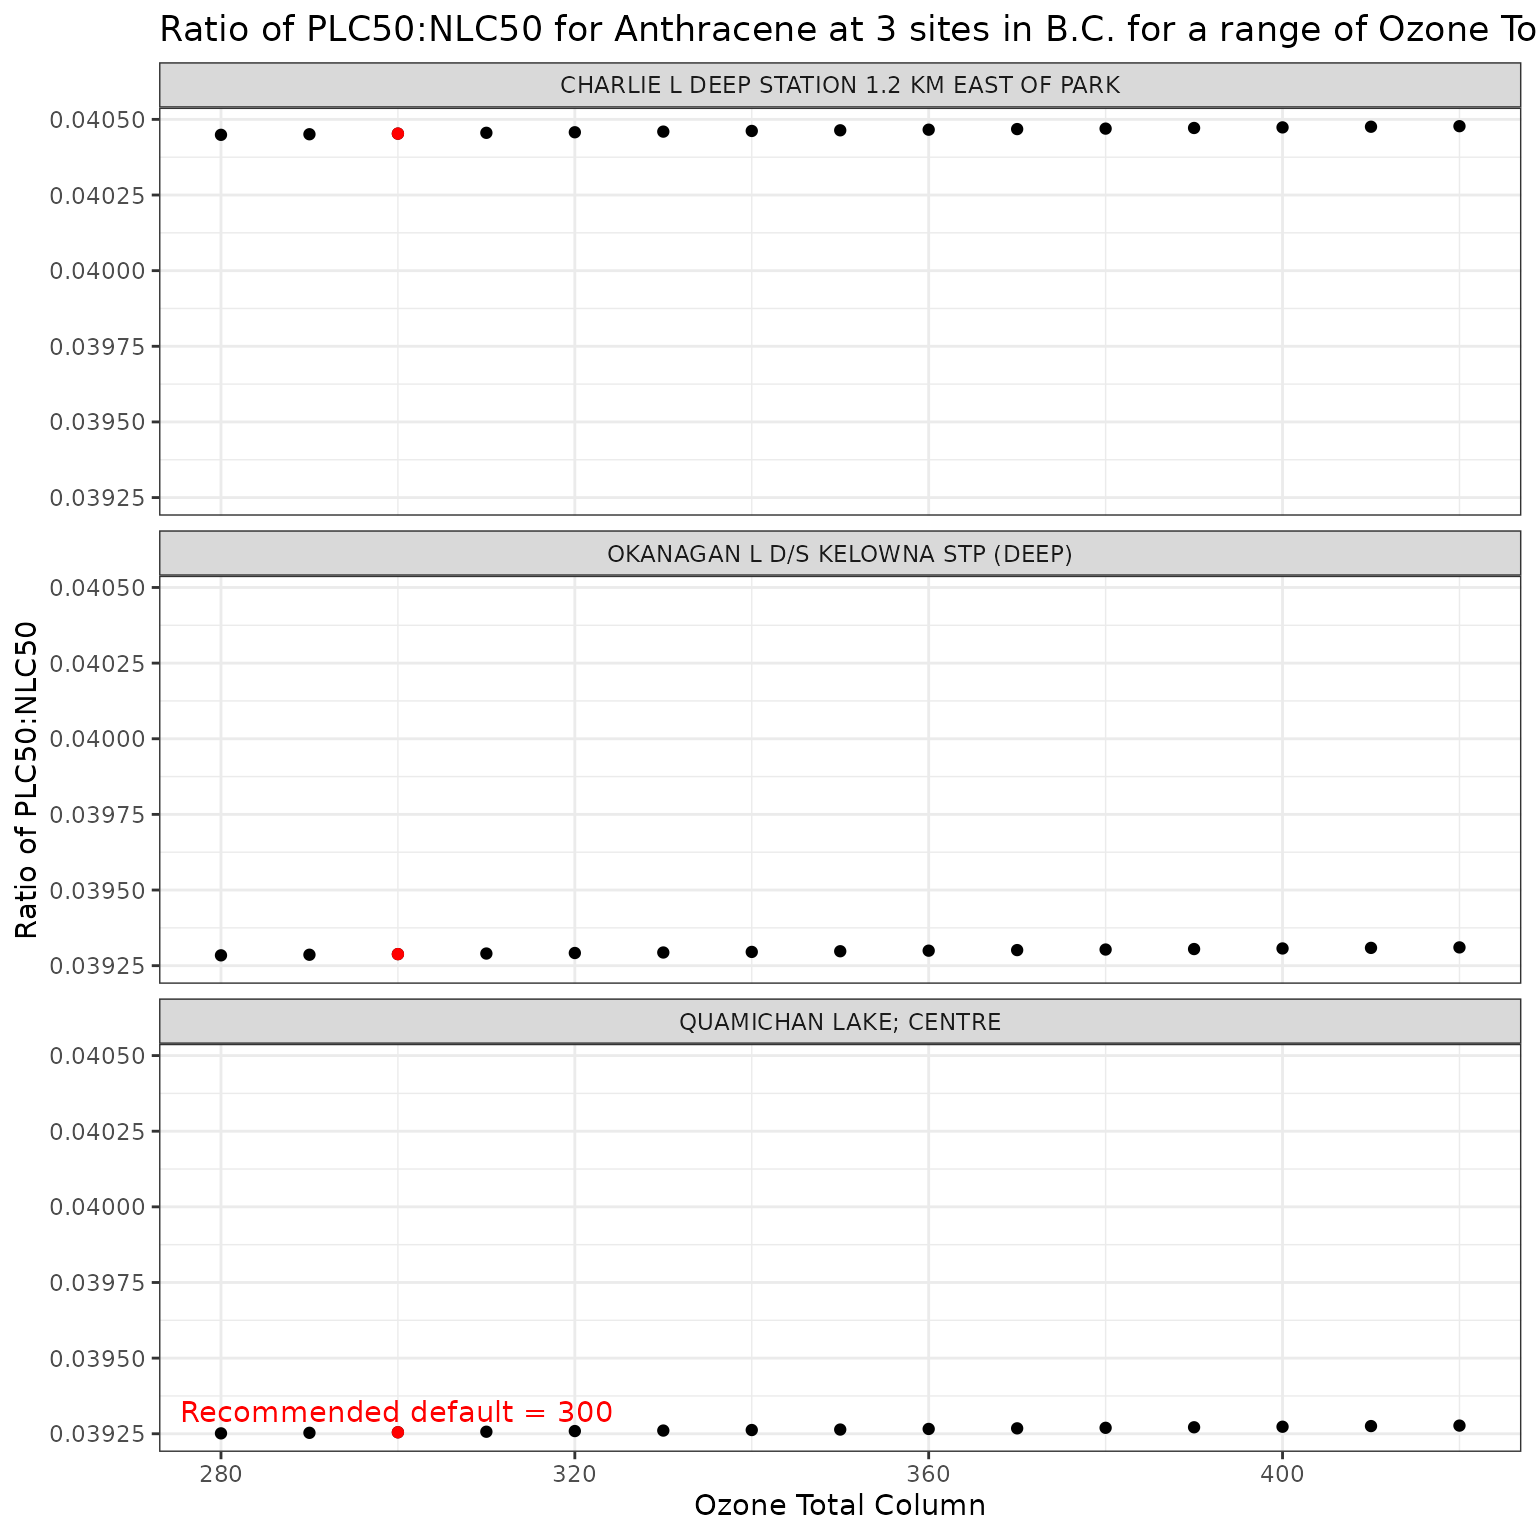 Ratio of PLC50:NLC50 for Anthracene at 3 sites in B.C. for a range of Ozone To
CHARLIE L DEEP STATION 1.2 KM EAST OF PARK
0.04050
0.04025
0.04000
0.03975
0.03950
0.03925
OKANAGAN L D/S KELOWNA STP (DEEP)
0.04050
0.04025
0.04000
0.03975
0.03950
0.03925
Ratio of PLC50:NLC50
QUAMICHAN LAKE; CENTRE
0.04050
0.04025
0.04000
0.03975
0.03950
0.03925
Recommended default = 300
280 320 360 400
Ozone Total Column